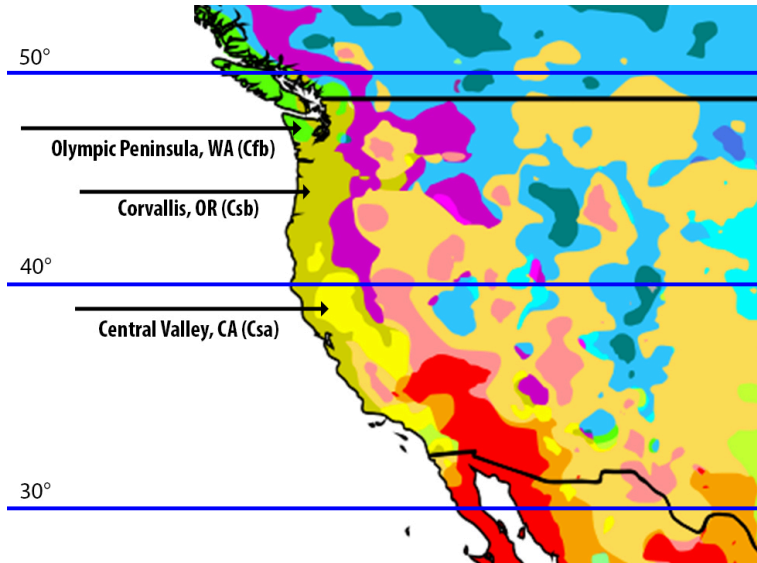 50°
Olympic Peninsula, WA (Cfb)
Corvallis, OR (Csb)
40°
Central Valley, CA (Csa)
30°